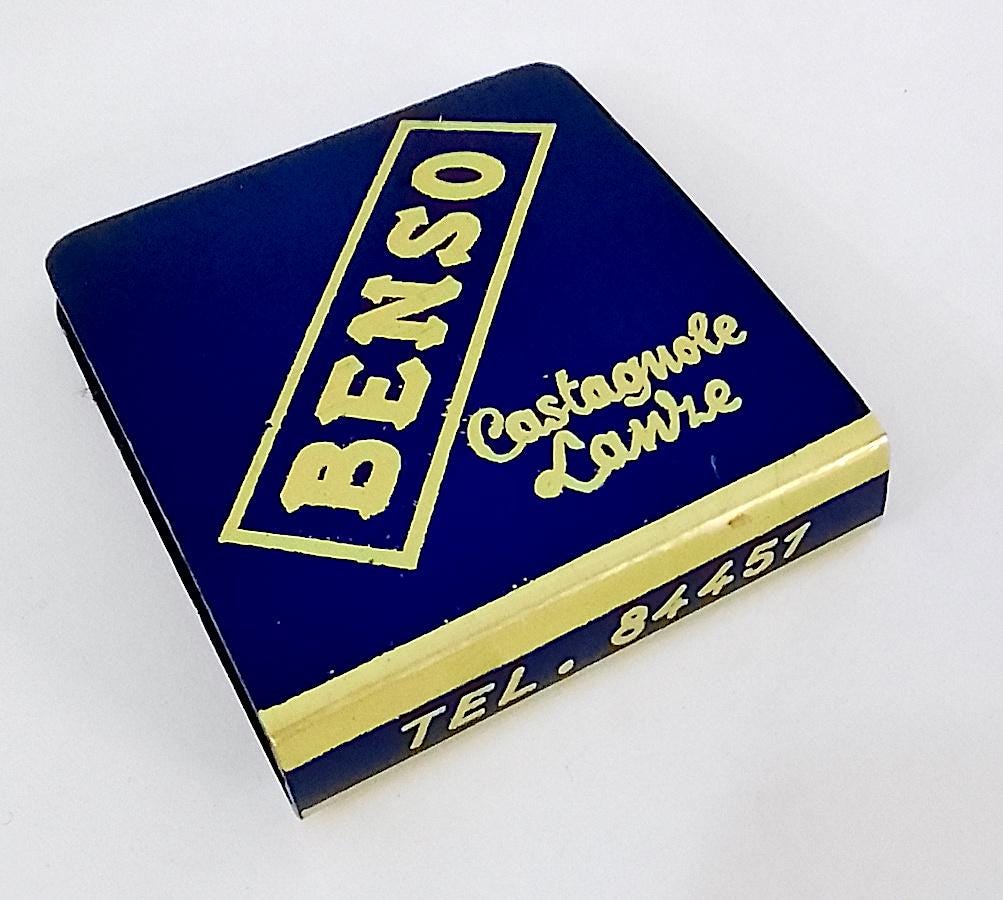 BENSO
Castagnole
Lanze
TEL. 84451